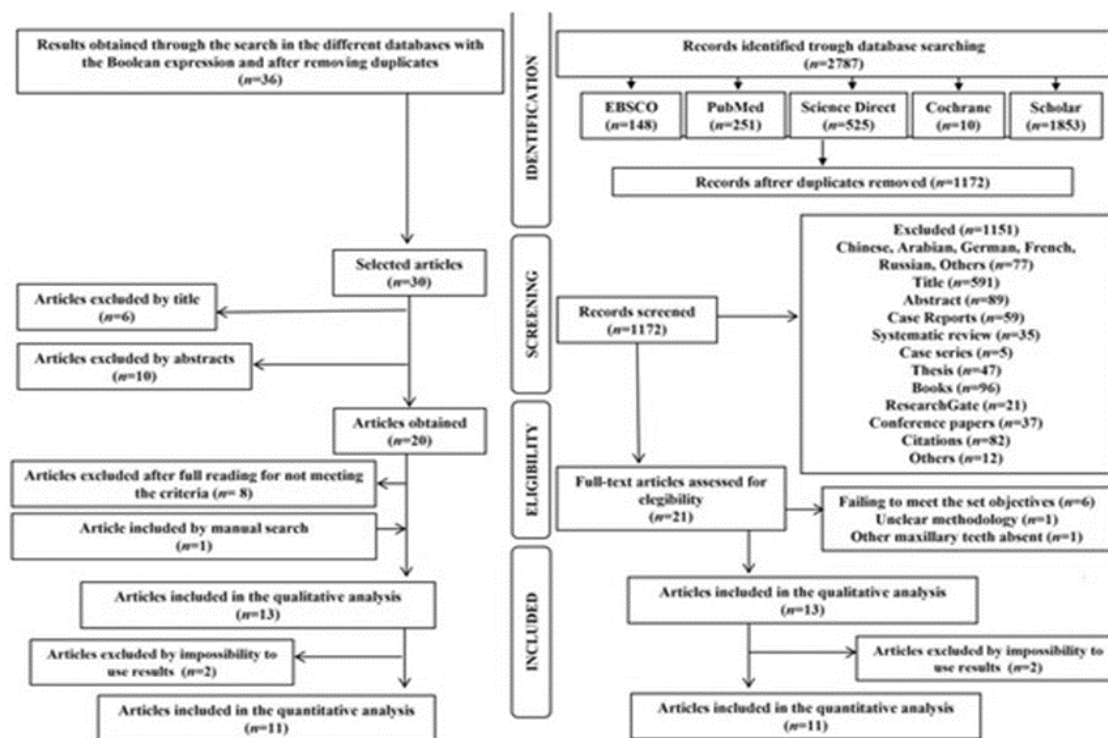 Results obtained through the search in the different databases with
the Boolean expression and after removing duplicates
(n=36)
Selected articles
(n=30)
Articles excluded by title
(n=6)
Articles excluded by abstracts
(n=10)
Articles obtained
(n=20)
Articles excluded after full reading for not meeting
the criteria (n= 8)
Article included by manual search
(n=1)
Articles included in the qualitative analysis
(n=13)
Articles excluded by impossibility to
use results (n=2)
Articles included in the quantitative analysis
(n=11)
IDENTIFICATION
SCREENING
ELIGIBILITY
INCLUDED
Records identified trough database searching
(n=2787)
EBSCO
(n=148)
PubMed
(n=251)
Science Direct
(n=525)
Cochrane
(n=10)
Scholar
(n=1853)
Records aftrer duplicates removed (n=1172)
Excluded (n=1151)
Chinese, Arabian, German, French,
Russian, Others (n=77)
Title (n=591)
Abstract (n=89)
Case Reports (n=59)
Systematic review (n=35)
Case series (n=5)
Thesis (n=47)
Books (n=96)
ResearchGate (n=21)
Conference papers (n=37)
Citations (n=82)
Others (n=12)
Records screened
(n=1172)
Full-text articles assessed for
elegibility
(n=21)
Failing to meet the set objectives (n=6)
Unclear methodology (n=1)
Other maxillary teeth absent (n=1)
Articles included in the qualitative analysis
(n=13)
Articles excluded by impossibility to
use results (n=2)
Articles included in the quantitative analysis
(n=11)